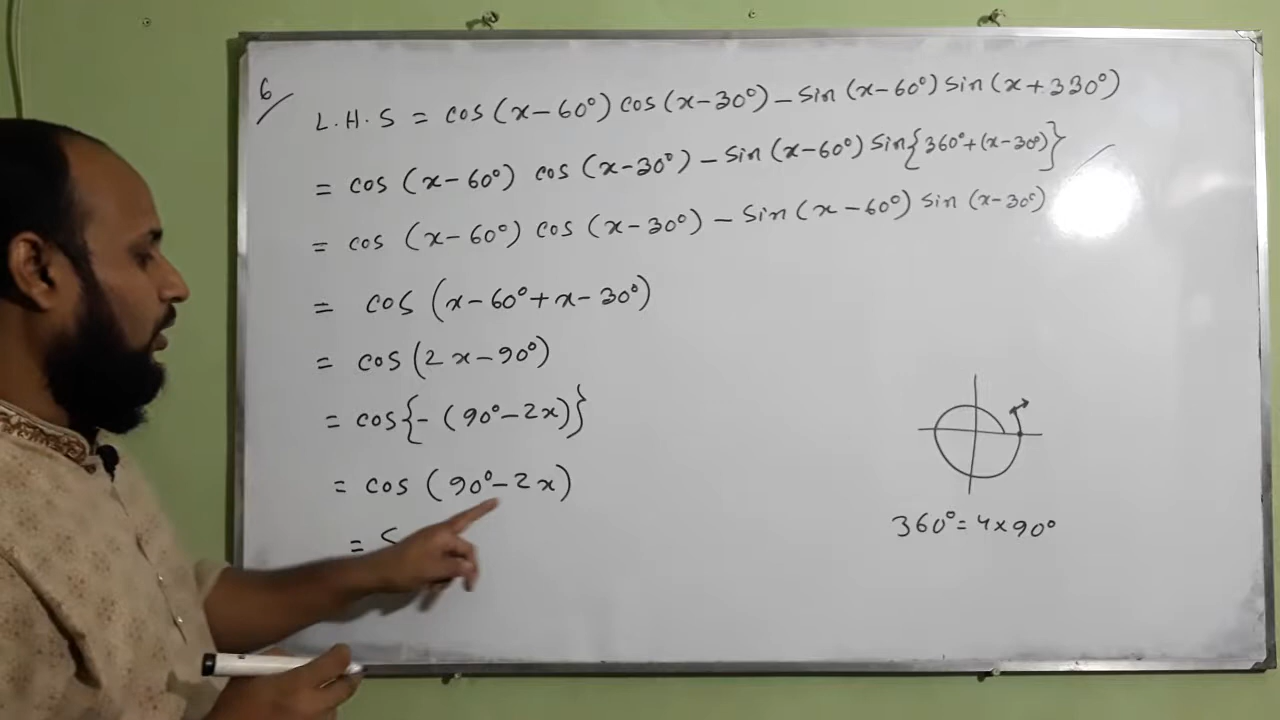 6
L.H.S = cos(x-60°) cos(x-30°) - sin(x-60°) sin(x+330°)
= cos (x-60°) cos (x-30°) - sin (x-60°) sin{360°+(x-30°)}
= cos (x-60°) cos (x-30°) - sin (x-60°) sin (x-30°)
= cos (x-60°+x-30°)
= cos(2x-90°)
= cos{-(90°-2x)}
= cos (90°-2x)
= S
360°=4×90°